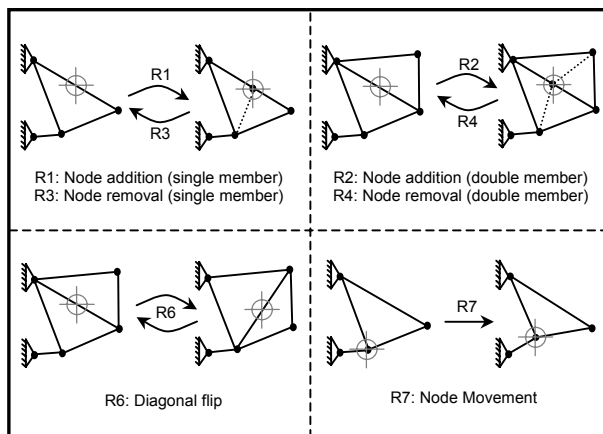 R1
R3
R1: Node addition (single member)
R3: Node removal (single member)
R2
R4
R2: Node addition (double member)
R4: Node removal (double member)
R6
R6: Diagonal flip
R7
R7: Node Movement